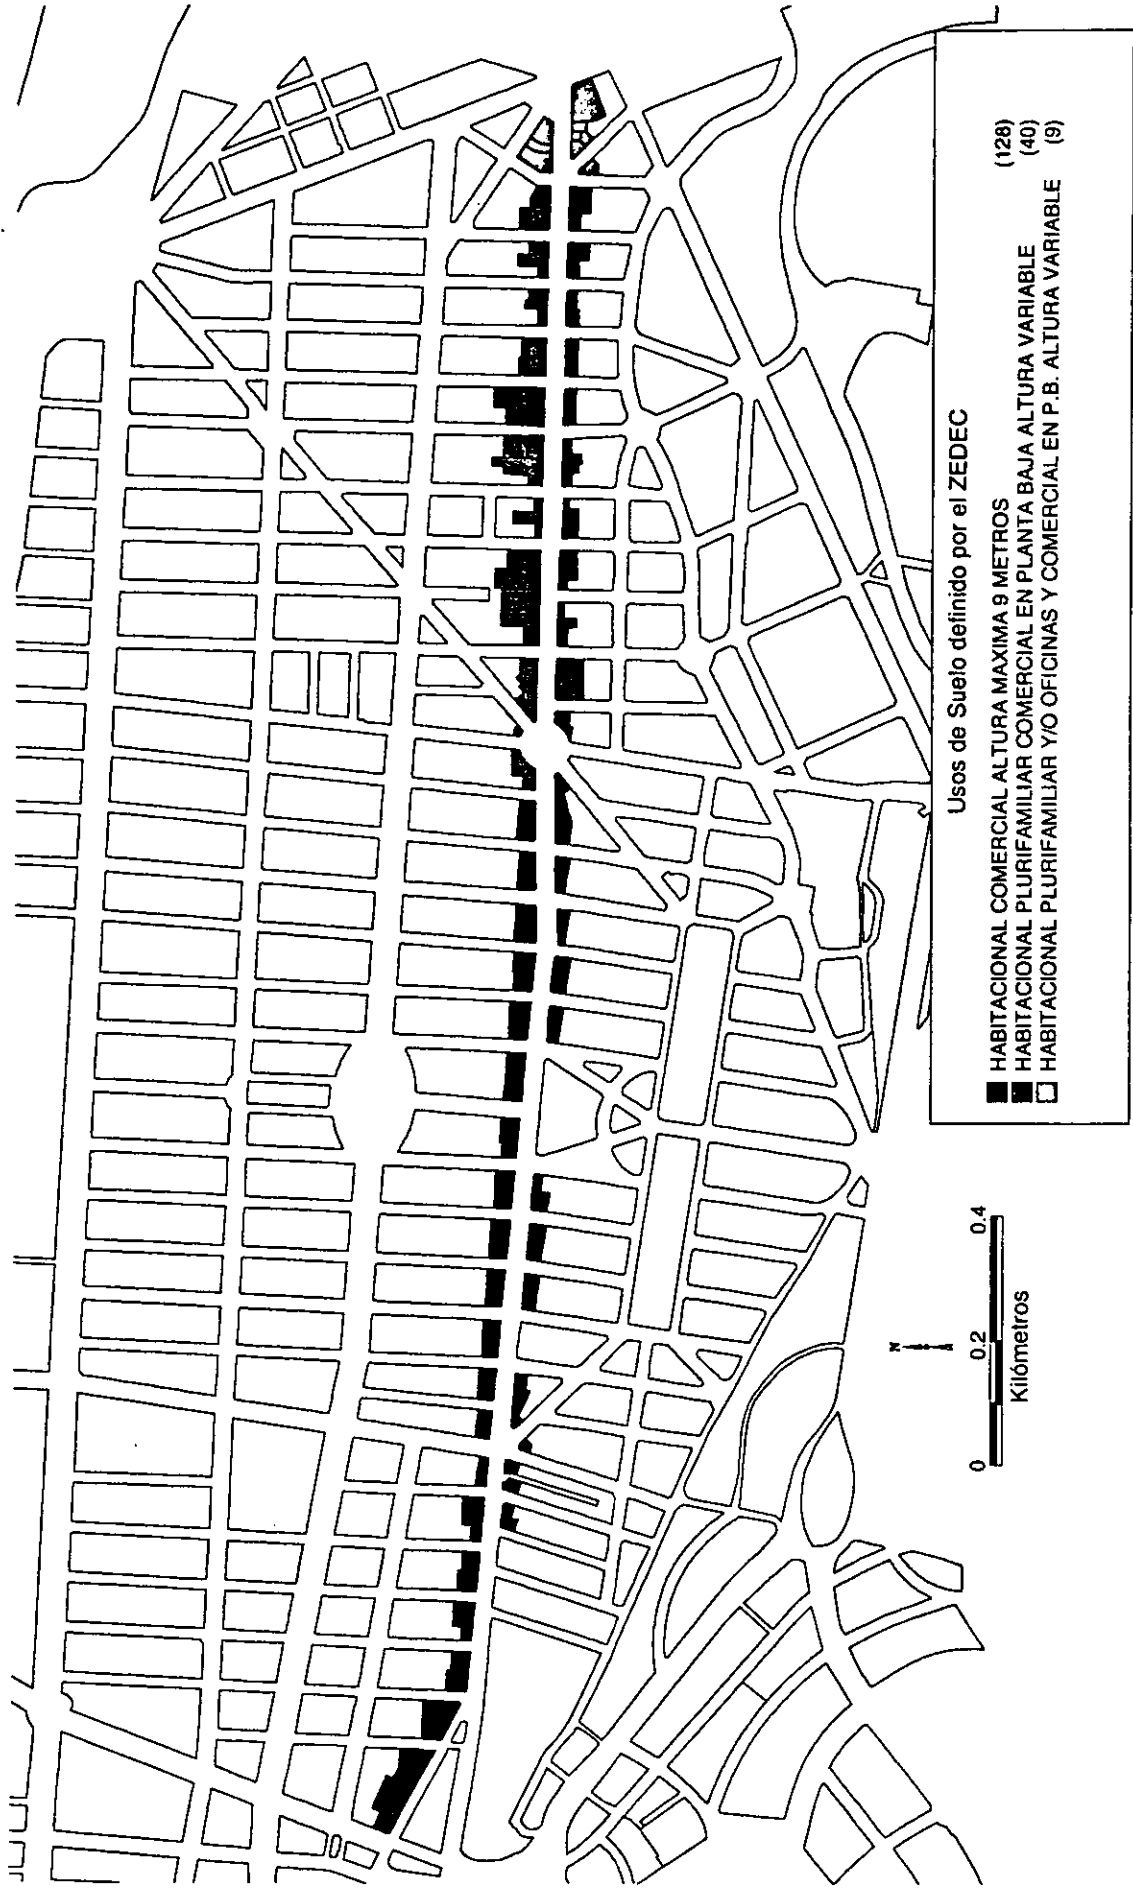 Usos de Suelo definido por el ZEDEC
HABITACIONAL COMERCIAL ALTURA MAXIMA 9 METROS (128)
HABITACIONAL PLURIFAMILIAR COMERCIAL EN PLANTA BAJA ALTURA VARIABLE (40)
HABITACIONAL PLURIFAMILIAR Y/O OFICINAS Y COMERCIAL EN P.B. ALTURA VARIABLE (9)
N
0 0.2 0.4
Kilómetros